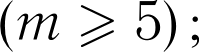 (m ⩾ 5) ;